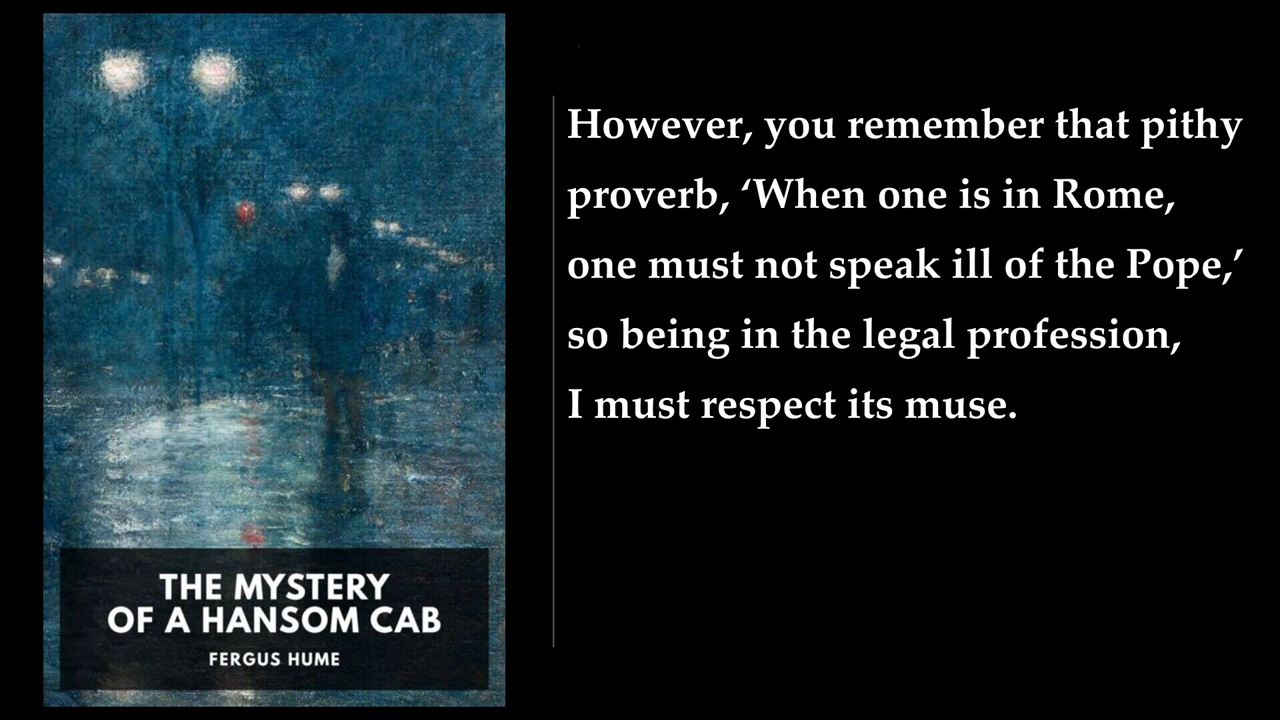 THE MYSTERY
OF A HANSOM CAB
FERGUS HUME
However, you remember that pithy
proverb, ‘When one is in Rome,
one must not speak ill of the Pope,’
so being in the legal profession,
I must respect its muse.